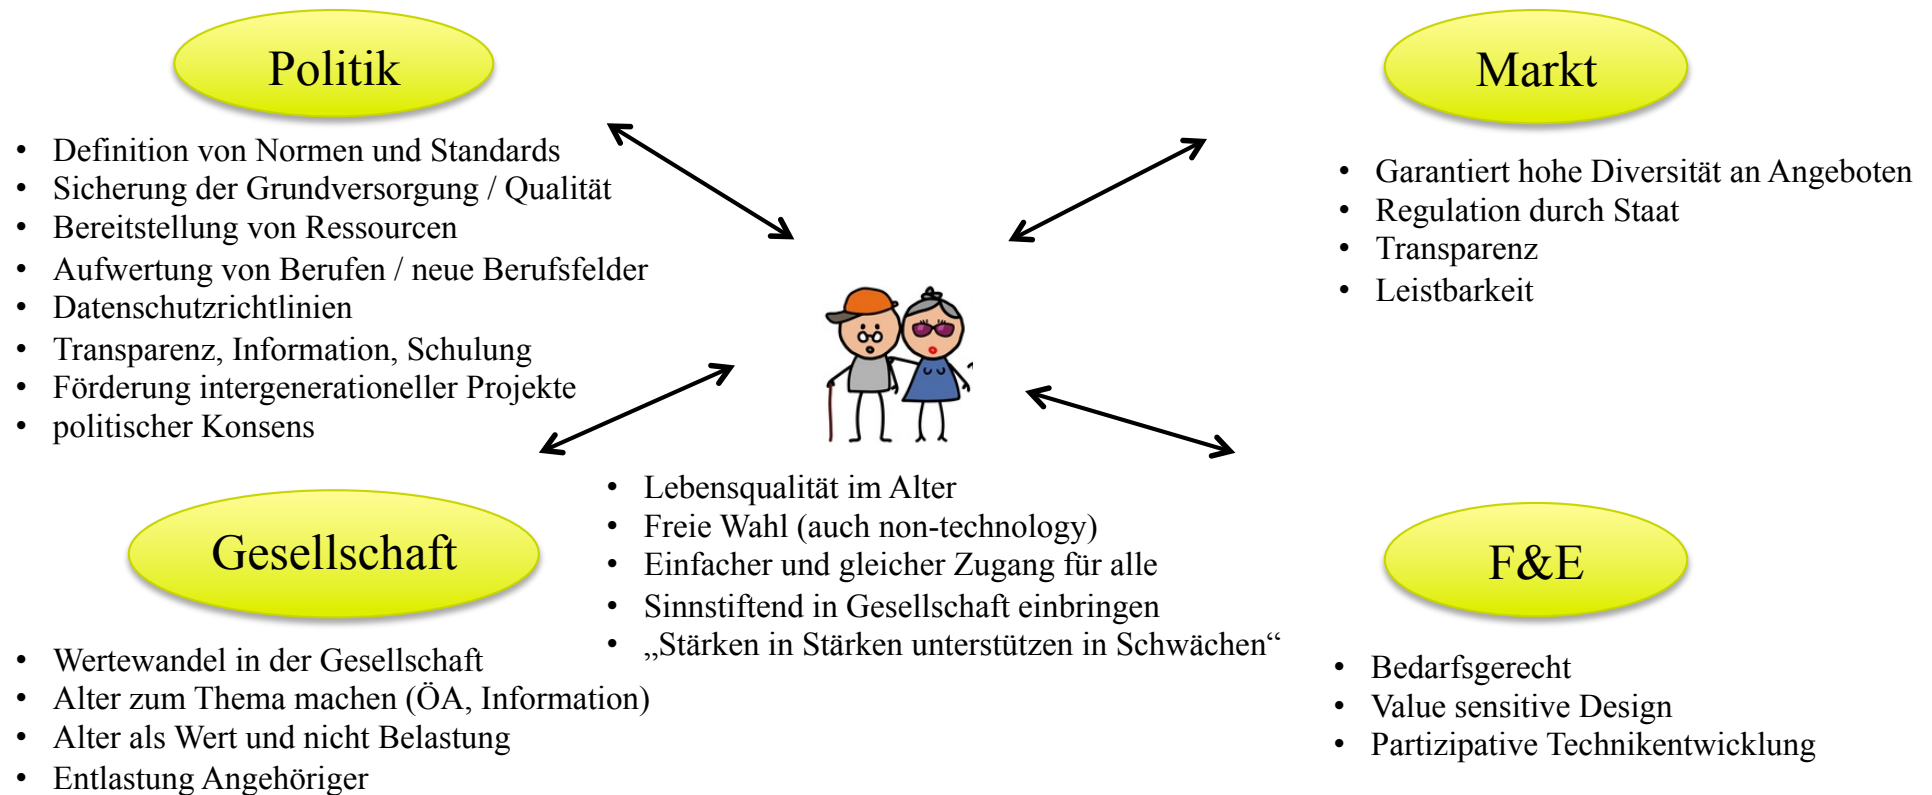 Politik
• Definition von Normen und Standards
• Sicherung der Grundversorgung / Qualität
• Bereitstellung von Ressourcen
• Aufwertung von Berufen / neue Berufsfelder
• Datenschutzrichtlinien
• Transparenz, Information, Schulung
• Förderung intergenerationeller Projekte
• politischer Konsens
Markt
• Garantiert hohe Diversität an Angeboten
• Regulation durch Staat
• Transparenz
• Leistbarkeit
• Lebensqualität im Alter
• Freie Wahl (auch non-technology)
• Einfacher und gleicher Zugang für alle
• Sinnstiftend in Gesellschaft einbringen
• „Stärken in Stärken unterstützen in Schwächen“
Gesellschaft
• Wertewandel in der Gesellschaft
• Alter zum Thema machen (ÖA, Information)
• Alter als Wert und nicht Belastung
• Entlastung Angehöriger
F&E
• Bedarfsgerecht
• Value sensitive Design
• Partizipative Technikentwicklung